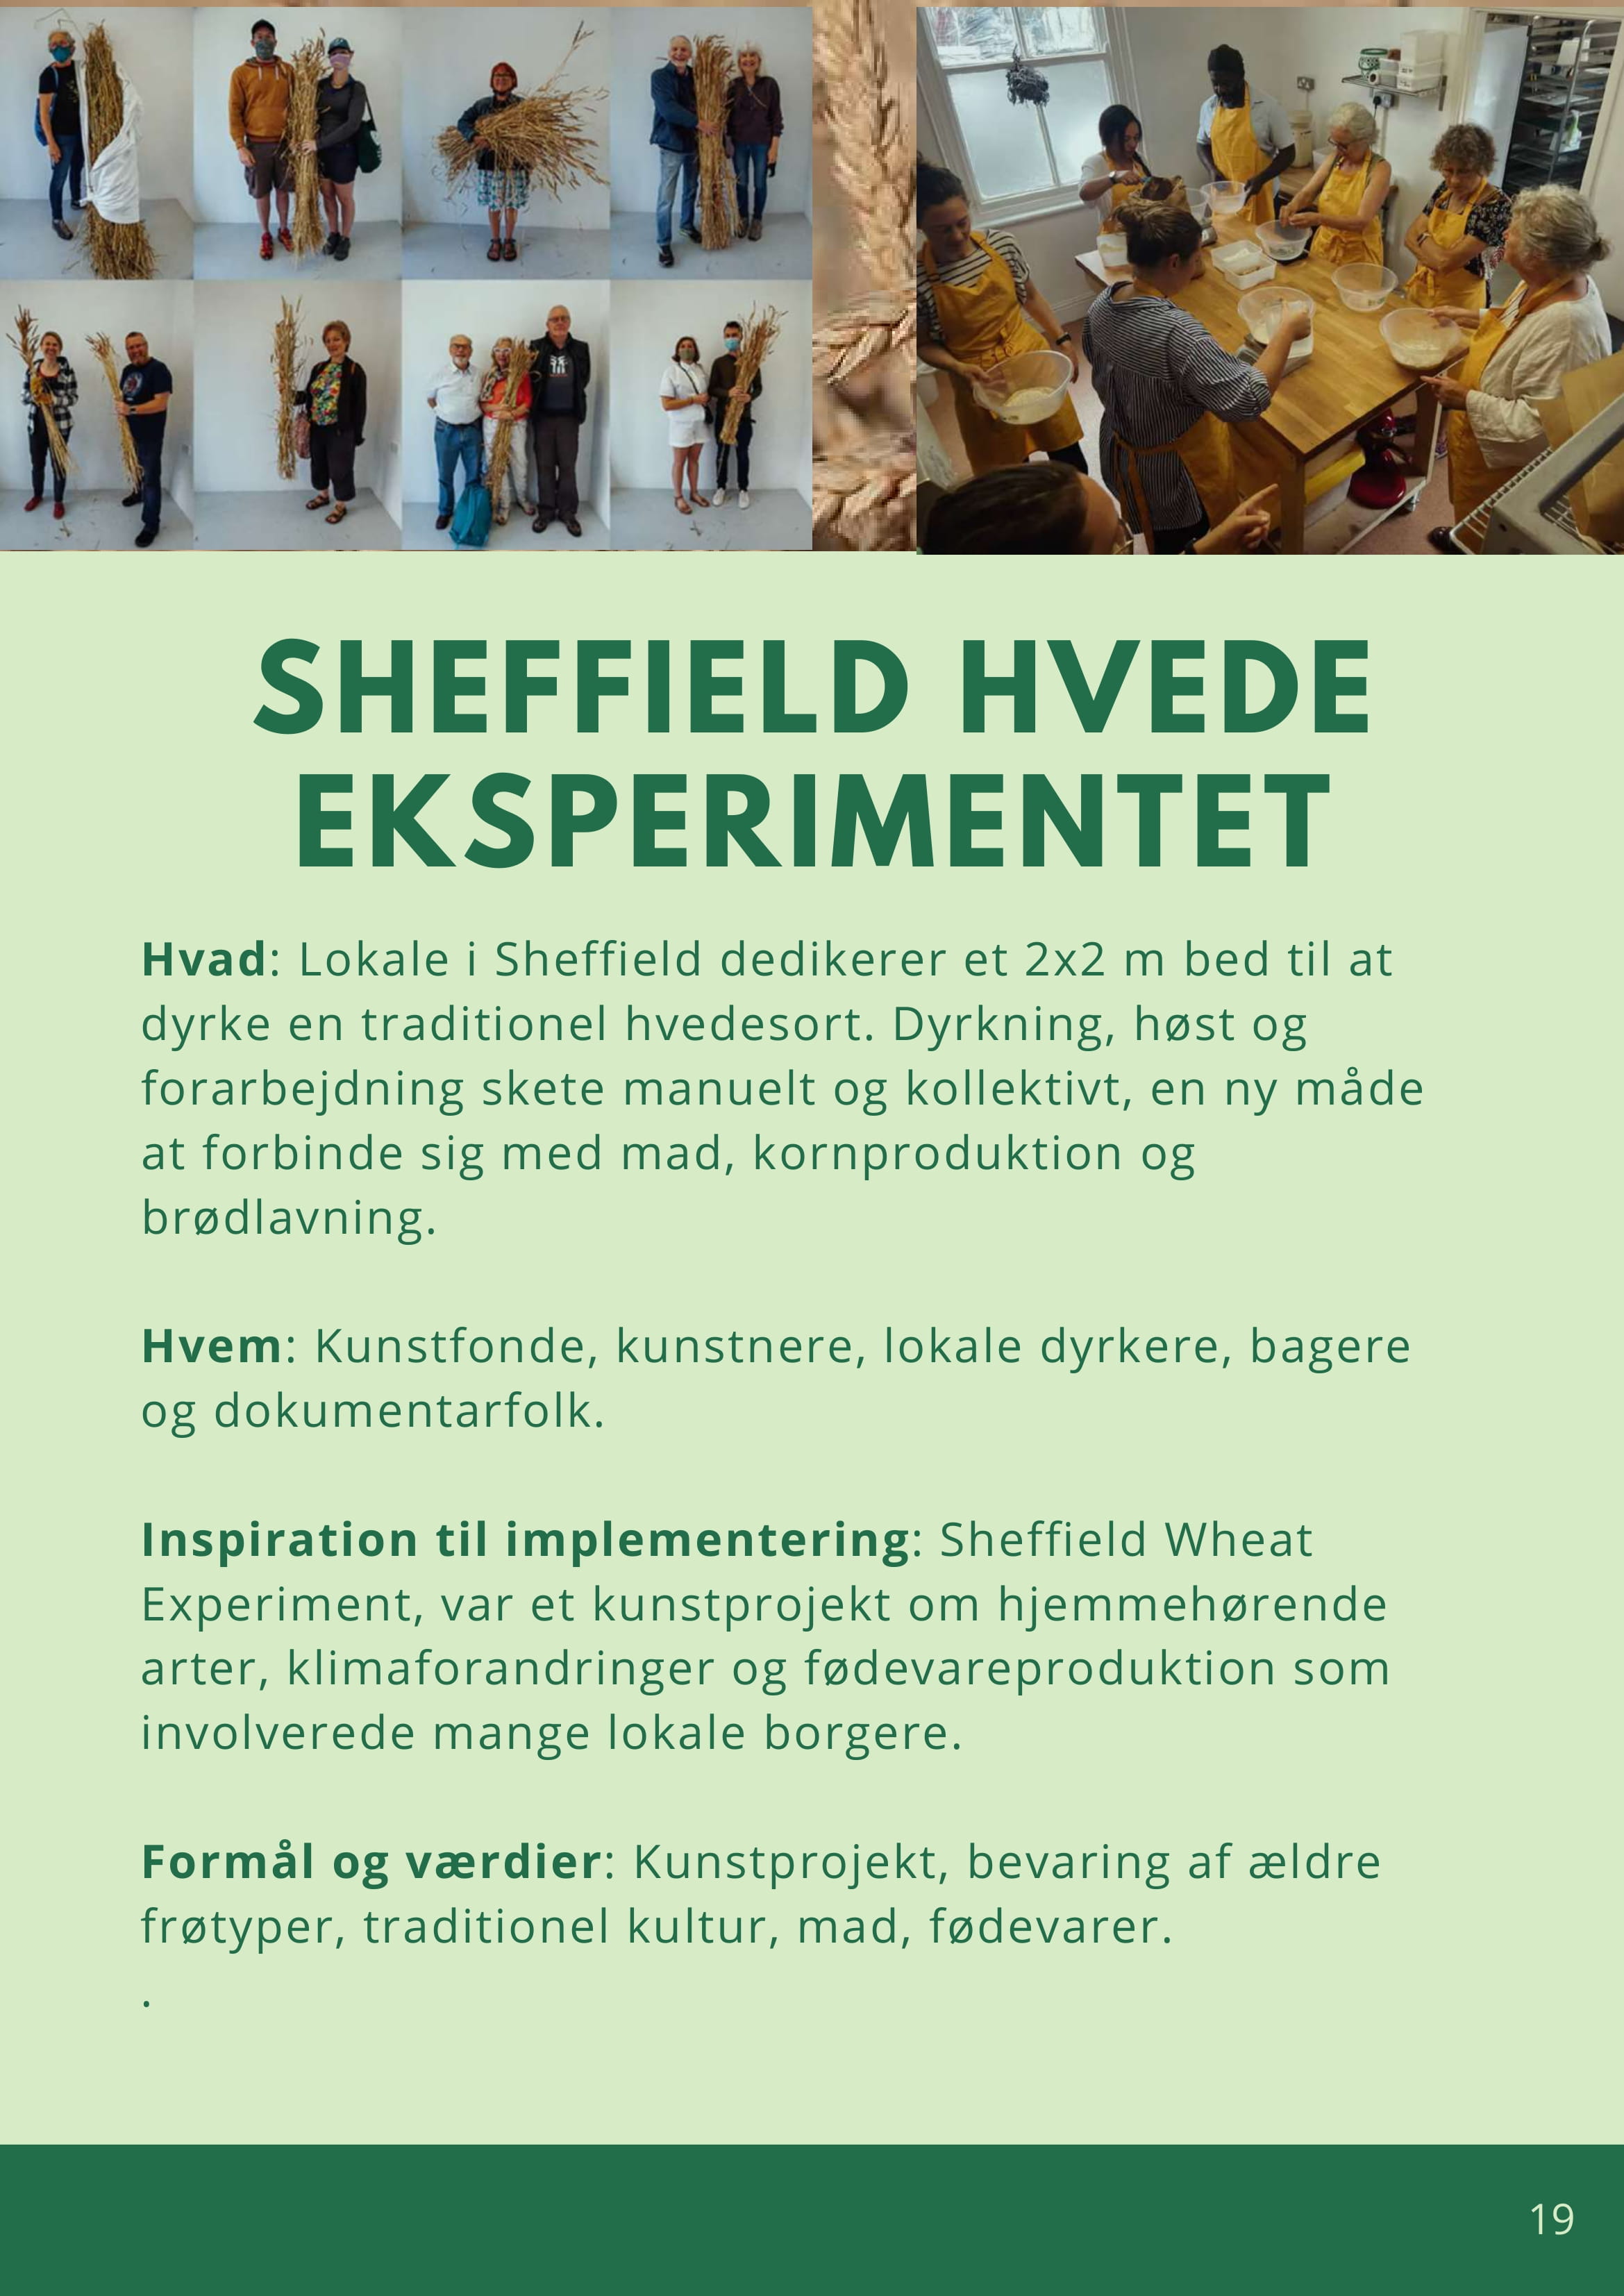 SHEFFIELD HVEDE
EKSPERIMENTET
Hvad: Lokale i Sheffield dedikerer et 2x2 m bed til at
dyrke en traditionel hvedesort. Dyrkning, høst og
forarbejdning skete manuelt og kollektivt, en ny måde
at forbinde sig med mad, kornproduktion og
brødlavning.
Hvem: Kunstfonde, kunstnere, lokale dyrkere, bagere
og dokumentarfolk.
Inspiration til implementering: Sheffield Wheat
Experiment, var et kunstprojekt om hjemmehørende
arter, klimaforandringer og fødevareproduktion som
involverede mange lokale borgere.
Formål og værdier: Kunstprojekt, bevaring af ældre
frøtyper, traditionel kultur, mad, fødevarer.
.
19